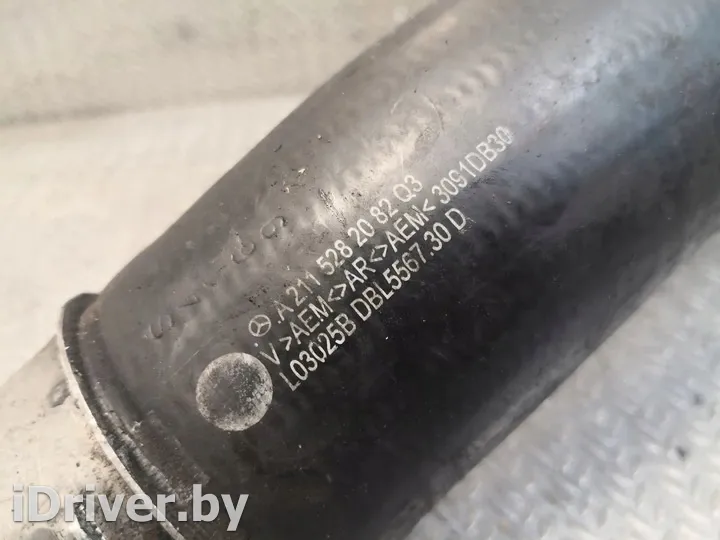 A 211 528 20 82 Q3
V>AEM<>AR<>AEM< 3091DB30
L03025B DBL5567.30 D
iDriver.by